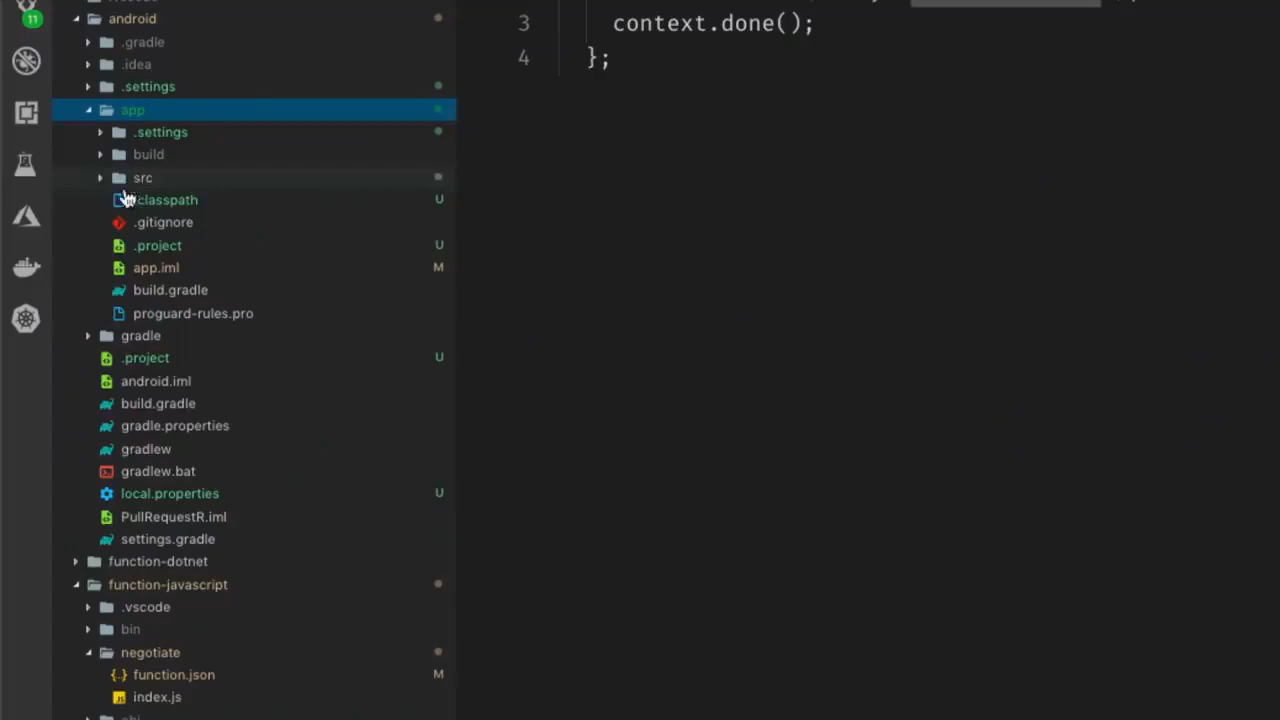 11
android
.gradle
.idea
.settings
app
.settings
build
src
classpath U
.gitignore
.project U
app.iml M
build.gradle
proguard-rules.pro
gradle
.project U
android.iml
build.gradle
gradle.properties
gradlew
gradlew.bat
local.properties U
PullRequestR.iml
settings.gradle
function-dotnet
function-javascript
.vscode
bin
negotiate
{..} function.json M
JS index.js
3 context.done();
4 };